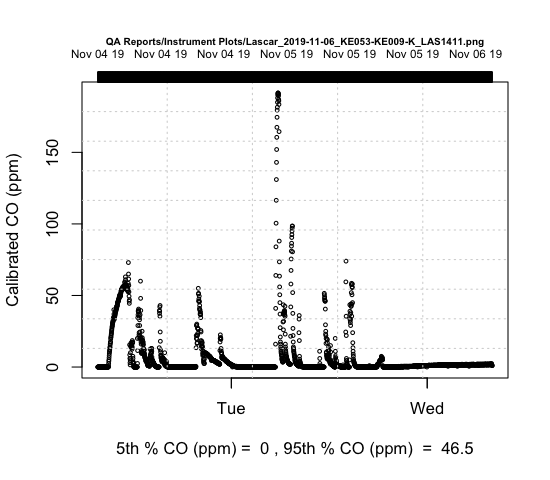 QA Reports/Instrument Plots/Lascar_2019-11-06_KE053-KE009-K_LAS1411.png
Nov 04 19 Nov 04 19 Nov 04 19 Nov 05 19 Nov 05 19 Nov 05 19 Nov 06 19
Calibrated CO (ppm)
150
100
50
0
Tue Wed
5th % CO (ppm) = 0 , 95th % CO (ppm) = 46.5